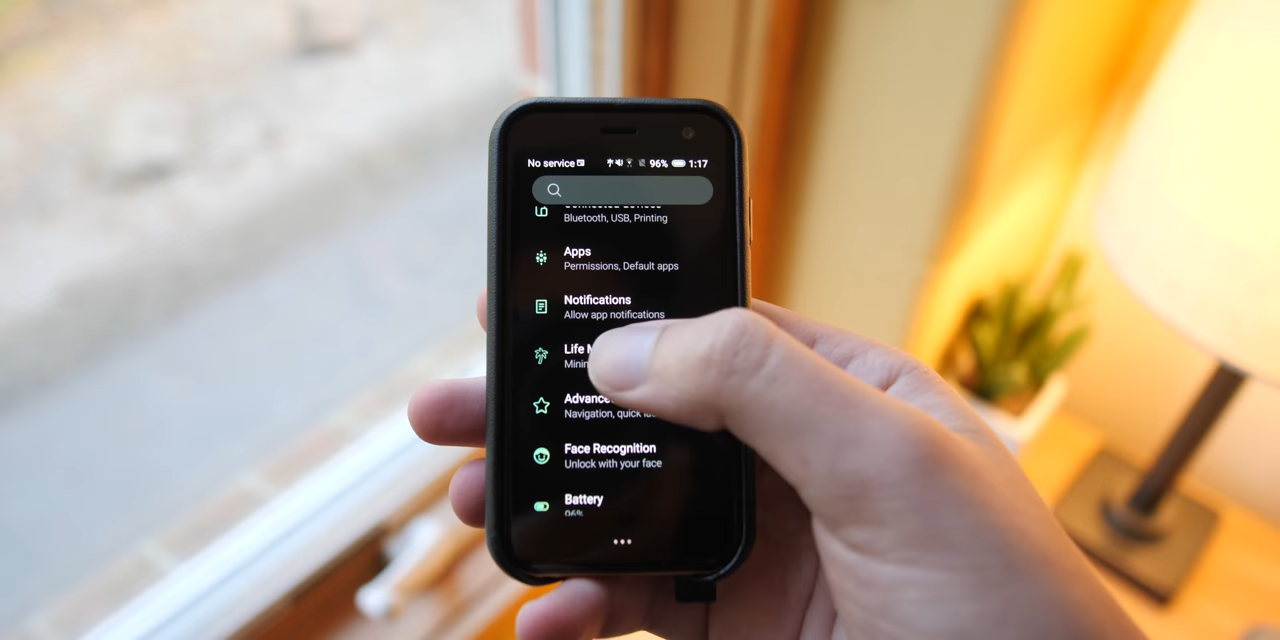 No service 96% 1:17
Bluetooth, USB, Printing
Apps
Permissions, Default apps
Notifications
Allow app notifications
Life M
Minim
Advance
Navigation, quick
Face Recognition
Unlock with your face
Battery
96%